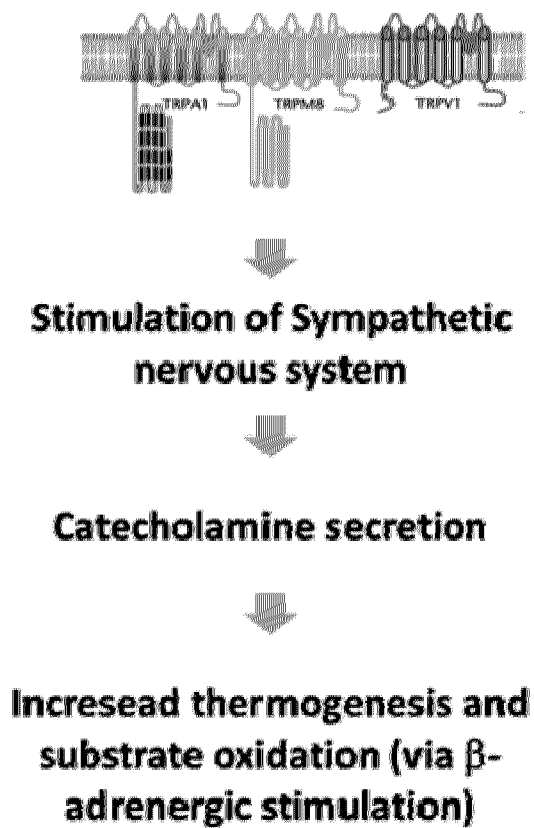 TRPA1 TRPM8 TRPV1
Stimulation of Sympathetic
nervous system
Catecholamine secretion
Incresead thermogenesis and
substrate oxidation (via β-
adrenergic stimulation)